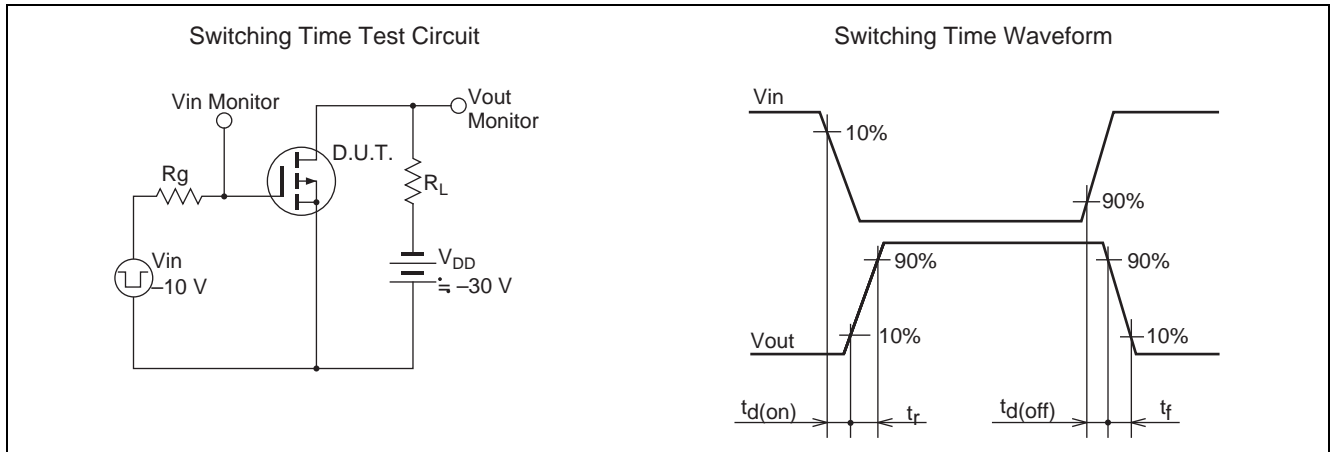 Switching Time Test Circuit
Vin Monitor
Vout
Monitor
D.U.T.
Rg
RL
Vin
–10 V
VDD
≒ –30 V
Switching Time Waveform
Vin
10%
90%
90%
90%
10%
10%
Vout
td(on)
tr
td(off)
tf